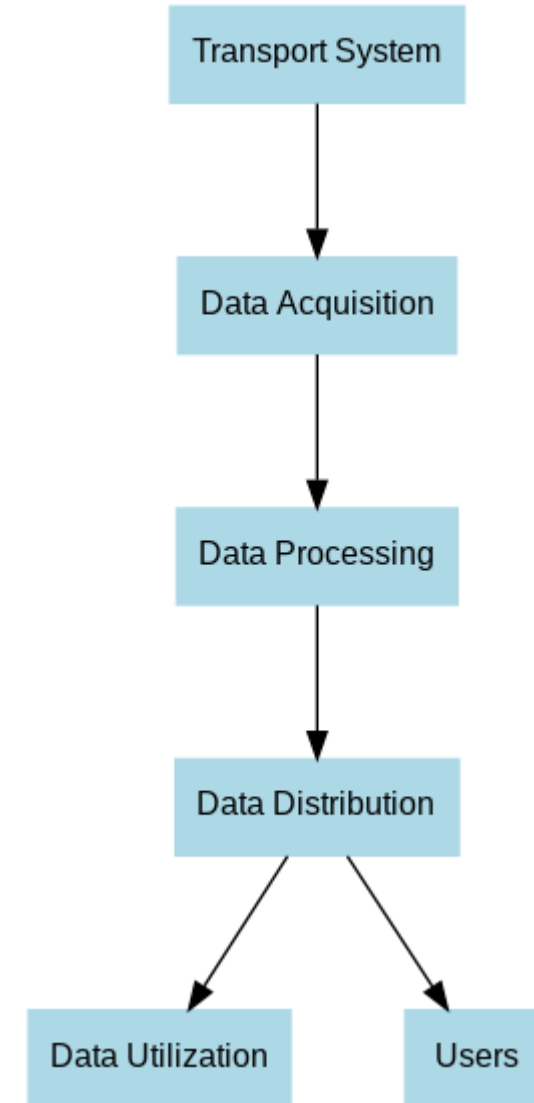 Transport System
Data Acquisition
Data Processing
Data Distribution
Data Utilization
Users